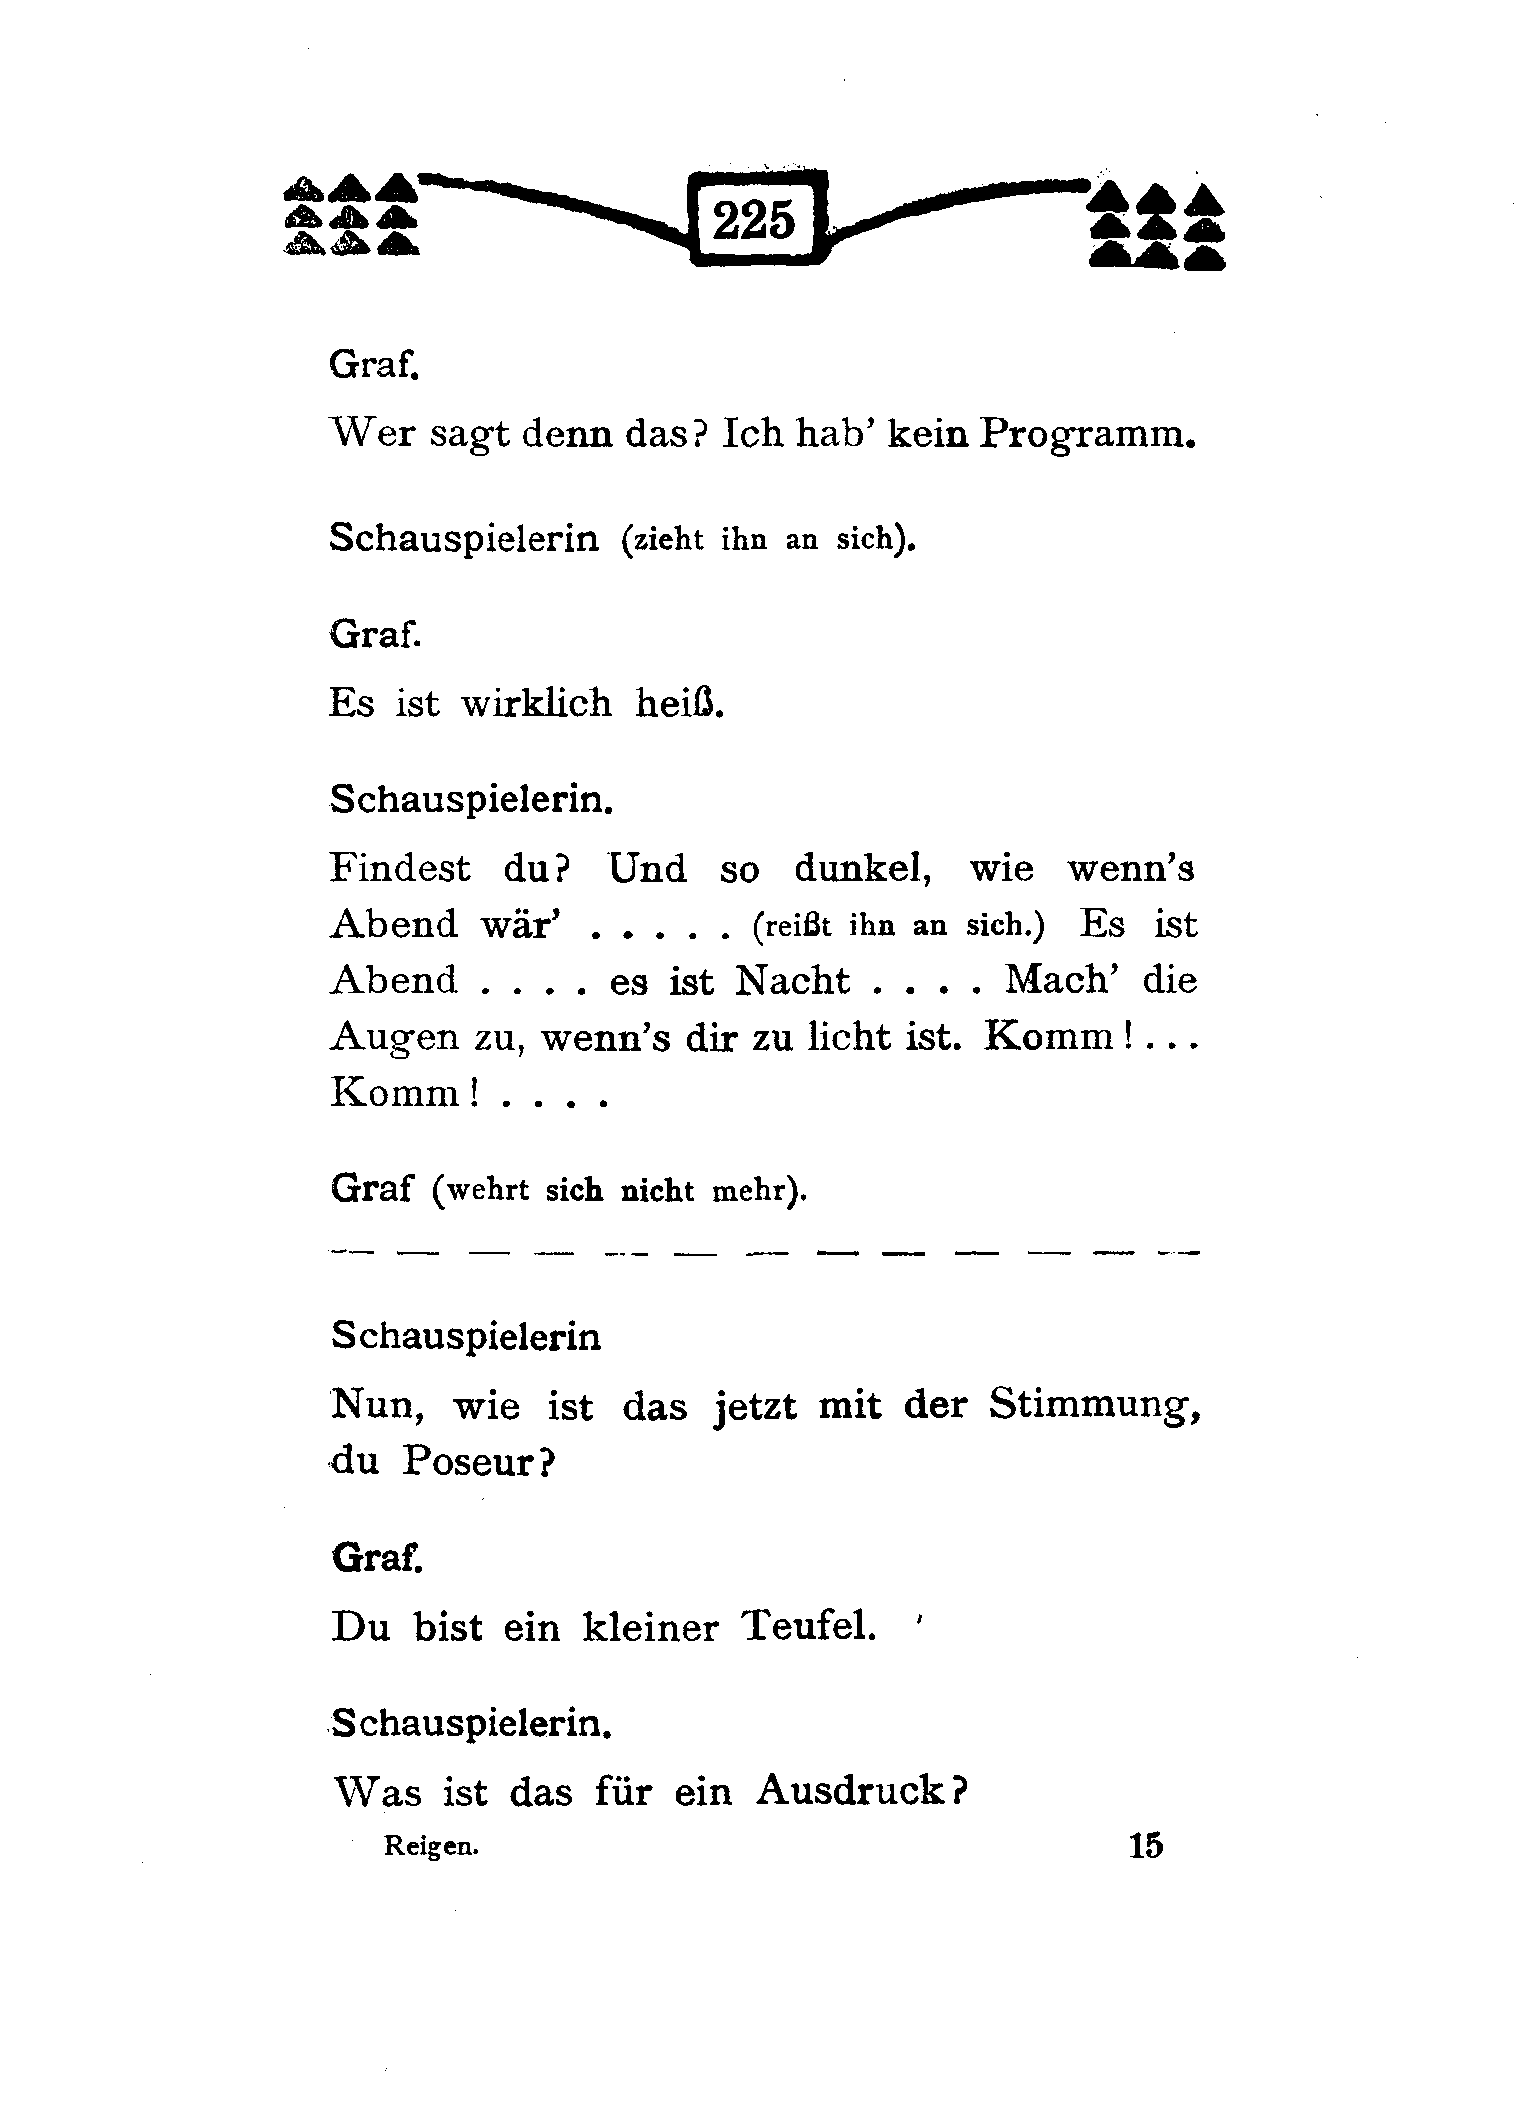 225
Graf.
Wer sagt denn das? Ich hab’ kein Programm.
Schauspielerin (zieht ihn an sich).
Graf.
Es ist wirklich heiß.
Schauspielerin.
Findest du? Und so dunkel, wie wenn’s
Abend wär’ . . . . . (reißt ihn an sich.) Es ist
Abend . . . . es ist Nacht . . . . Mach’ die
Augen zu, wenn’s dir zu licht ist. Komm! . . .
Komm! . . . .
Graf (wehrt sich nicht mehr).
— — — — — — — — — — — — —
Schauspielerin
Nun, wie ist das jetzt mit der Stimmung,
du Poseur?
Graf.
Du bist ein kleiner Teufel.
Schauspielerin.
Was ist das für ein Ausdruck?
Reigen. 15